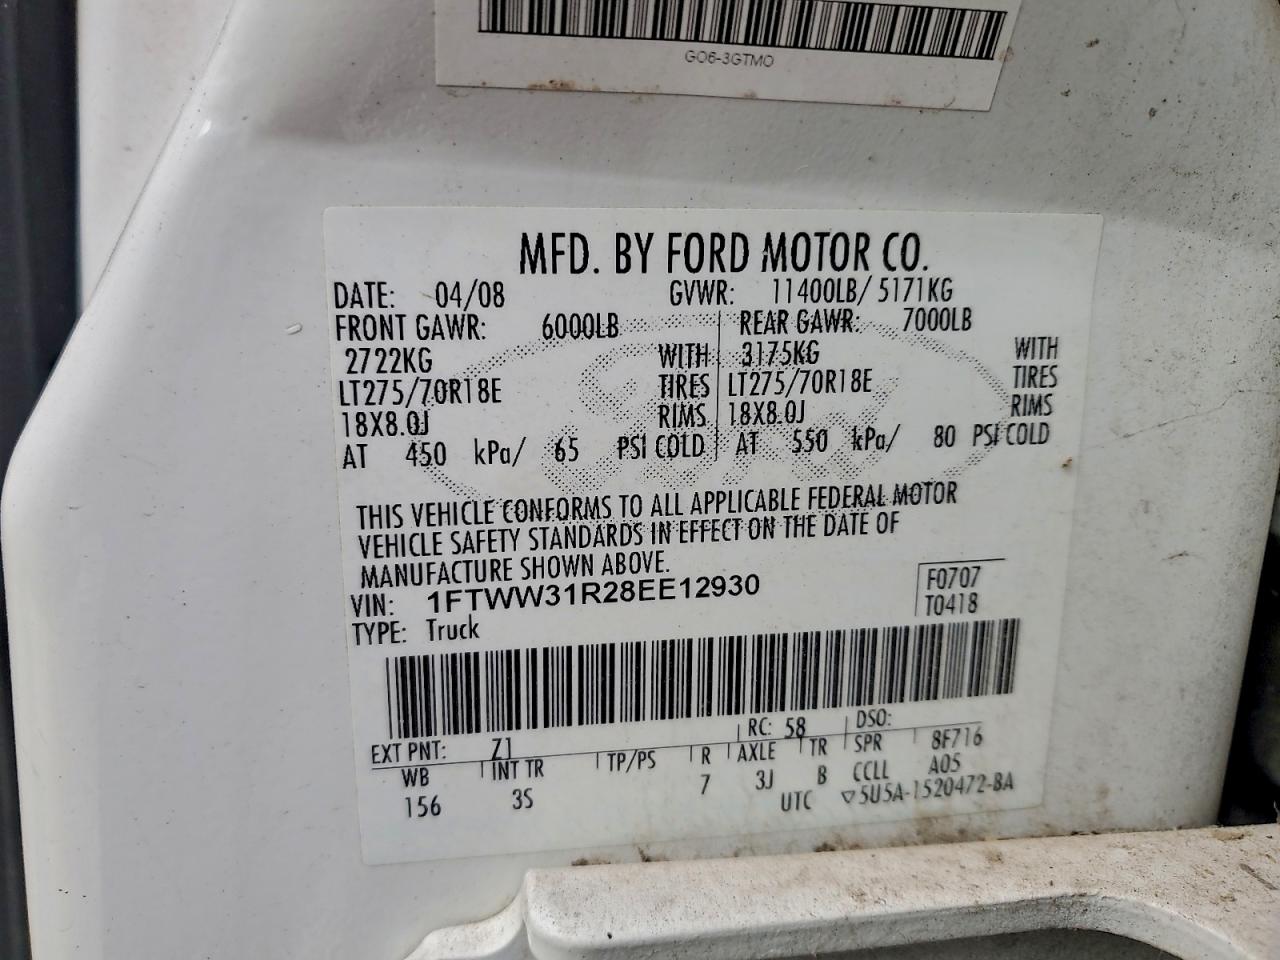 GO6-3GTMO
MFD. BY FORD MOTOR CO.
DATE: 04/08 GVWR: 11400LB/ 5171KG
FRONT GAWR: 6000LB REAR GAWR: 7000LB
2722KG WITH 3175KG WITH
LT275/70R18E TIRES LT275/70R18E TIRES
18X8.0J RIMS 18X8.0J RIMS
AT 450 kPa/ 65 PSI COLD AT 550 kPa/ 80 PSI COLD
THIS VEHICLE CONFORMS TO ALL APPLICABLE FEDERAL MOTOR
VEHICLE SAFETY STANDARDS IN EFFECT ON THE DATE OF
MANUFACTURE SHOWN ABOVE.
VIN: 1FTWW31R28EE12930 F0707
TYPE: Truck T0418
EXT PNT: Z1 RC: 58 DSO:
WB INT TR TP/PS R AXLE TR SPR 8F716
156 3S 7 3J B CCLL A05
UTC ▽5U5A-1520472-BA